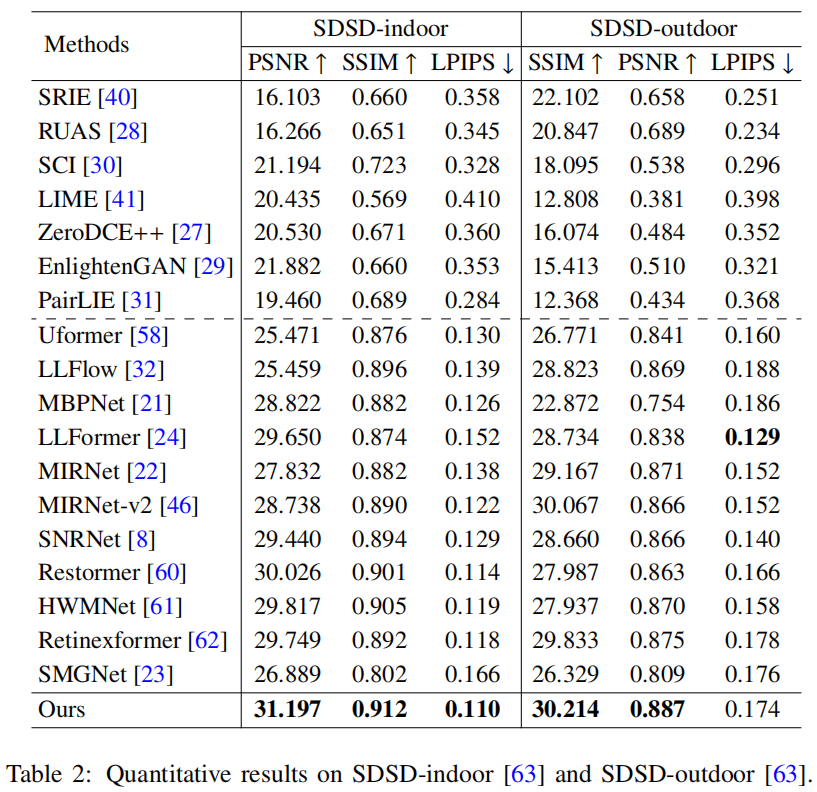 Methods SDSD-indoor SDSD-outdoor
PSNR ↑ SSIM ↑ LPIPS ↓ SSIM ↑ PSNR ↑ LPIPS ↓
SRIE [40] 16.103 0.660 0.358 22.102 0.658 0.251
RUAS [28] 16.266 0.651 0.345 20.847 0.689 0.234
SCI [30] 21.194 0.723 0.328 18.095 0.538 0.296
LIME [41] 20.435 0.569 0.410 12.808 0.381 0.398
ZeroDCE++ [27] 20.530 0.671 0.360 16.074 0.484 0.352
EnlightenGAN [29] 21.882 0.660 0.353 15.413 0.510 0.321
PairLIE [31] 19.460 0.689 0.284 12.368 0.434 0.368
Uformer [58] 25.471 0.876 0.130 26.771 0.841 0.160
LLFlow [32] 25.459 0.896 0.139 28.823 0.869 0.188
MBPNet [21] 28.822 0.882 0.126 22.872 0.754 0.186
LLFormer [24] 29.650 0.874 0.152 28.734 0.838 0.129
MIRNet [22] 27.832 0.882 0.138 29.167 0.871 0.152
MIRNet-v2 [46] 28.738 0.890 0.122 30.067 0.866 0.152
SNRNet [8] 29.440 0.894 0.129 28.660 0.866 0.140
Restormer [60] 30.026 0.901 0.114 27.987 0.863 0.166
HWMNet [61] 29.817 0.905 0.119 27.937 0.870 0.158
Retinexformer [62] 29.749 0.892 0.118 29.833 0.875 0.178
SMGNet [23] 26.889 0.802 0.166 26.329 0.809 0.176
Ours 31.197 0.912 0.110 30.214 0.887 0.174
Table 2: Quantitative results on SDSD-indoor [63] and SDSD-outdoor [63].